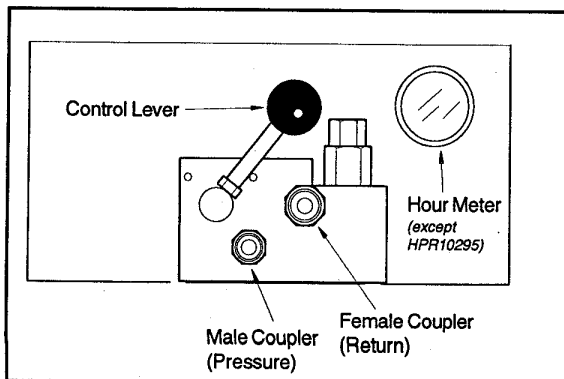 Control Lever
Hour Meter
(except
HPR10295)
Male Coupler
(Pressure)
Female Coupler
(Return)